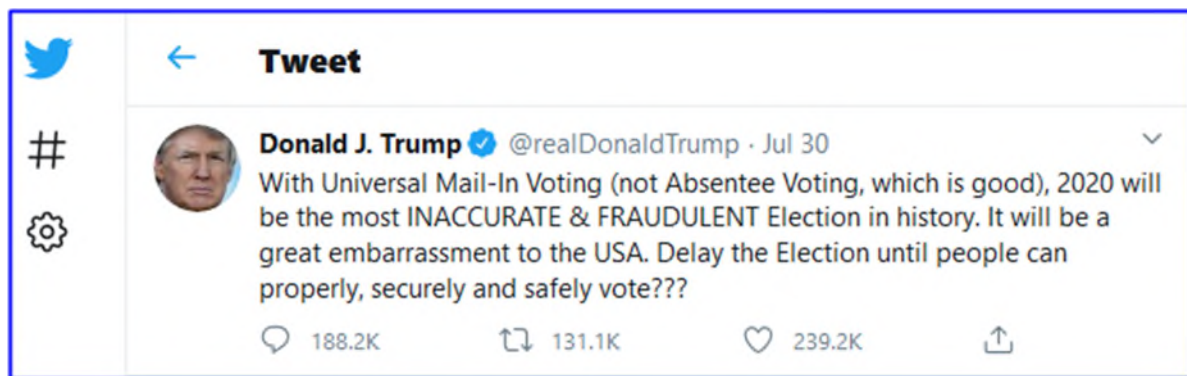 Tweet
Donald J. Trump @realDonaldTrump · Jul 30
With Universal Mail-In Voting (not Absentee Voting, which is good), 2020 will
be the most INACCURATE & FRAUDULENT Election in history. It will be a
great embarrassment to the USA. Delay the Election until people can
properly, securely and safely vote???
188.2K 131.1K 239.2K